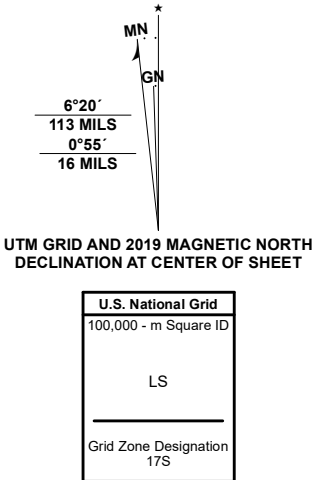 ★
MN
GN
6°20´
113 MILS
0°55´
16 MILS
UTM GRID AND 2019 MAGNETIC NORTH
DECLINATION AT CENTER OF SHEET
U.S. National Grid
100,000 - m Square ID
LS
Grid Zone Designation
17S